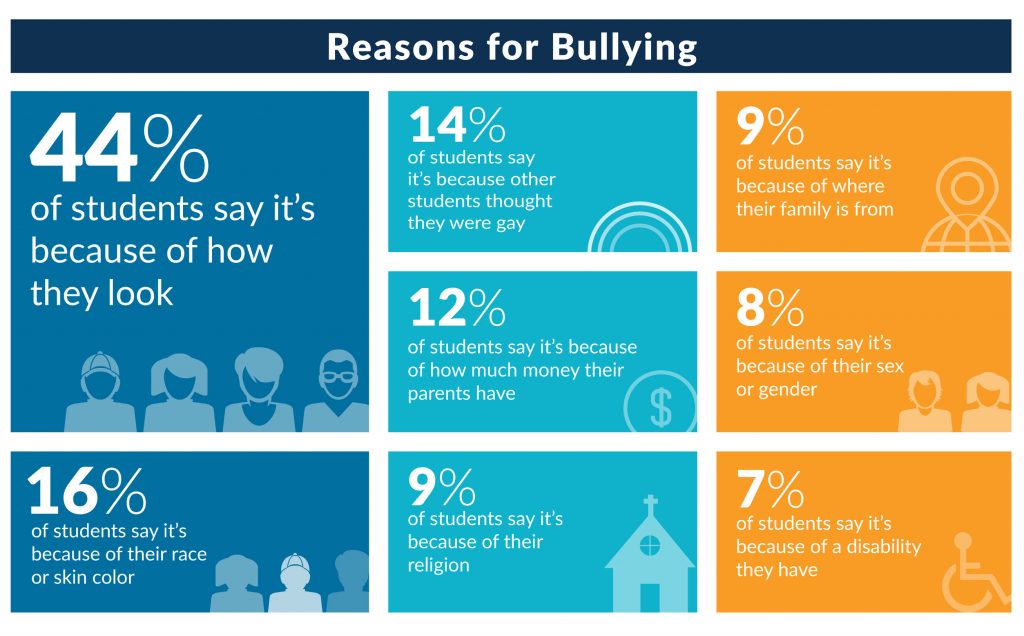 Reasons for Bullying
44%
of students say it’s
because of how
they look
16%
of students say it’s
because of their race
or skin color
14%
of students say
it’s because other
students thought
they were gay
12%
of students say it’s because
of how much money their
parents have
$
9%
of students say it’s
because of their
religion
9%
of students say it’s
because of where
their family is from
8%
of students say it’s
because of their sex
or gender
7%
of students say it’s
because of a disability
they have